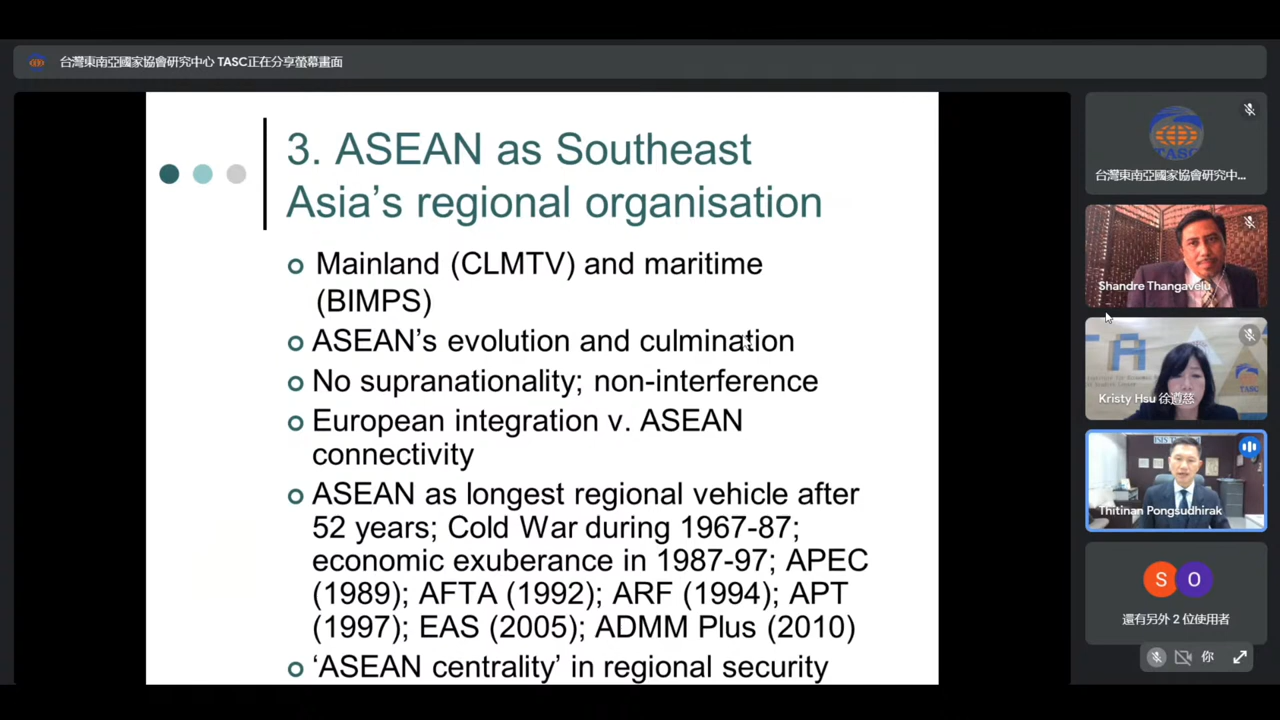 台灣東南亞國家協會研究中心 TASC正在分享螢幕畫面
3. ASEAN as Southeast
Asia's regional organisation
Mainland (CLMTV) and maritime
(BIMPS)
ASEAN's evolution and culmination
No supranationality; non-interference
European integration v. ASEAN
connectivity
ASEAN as longest regional vehicle after
52 years; Cold War during 1967-87;
economic exuberance in 1987-97; APEC
(1989); AFTA (1992); ARF (1994); APT
(1997); EAS (2005); ADMM Plus (2010)
'ASEAN centrality' in regional security
TASC
台灣東南亞國家協會研究中...
Shandre Thangavelu
TASC
Kristy Hsu 徐遵慈
Thitinan Pongsudhirak
S
O
還有另外 2 位使用者
你